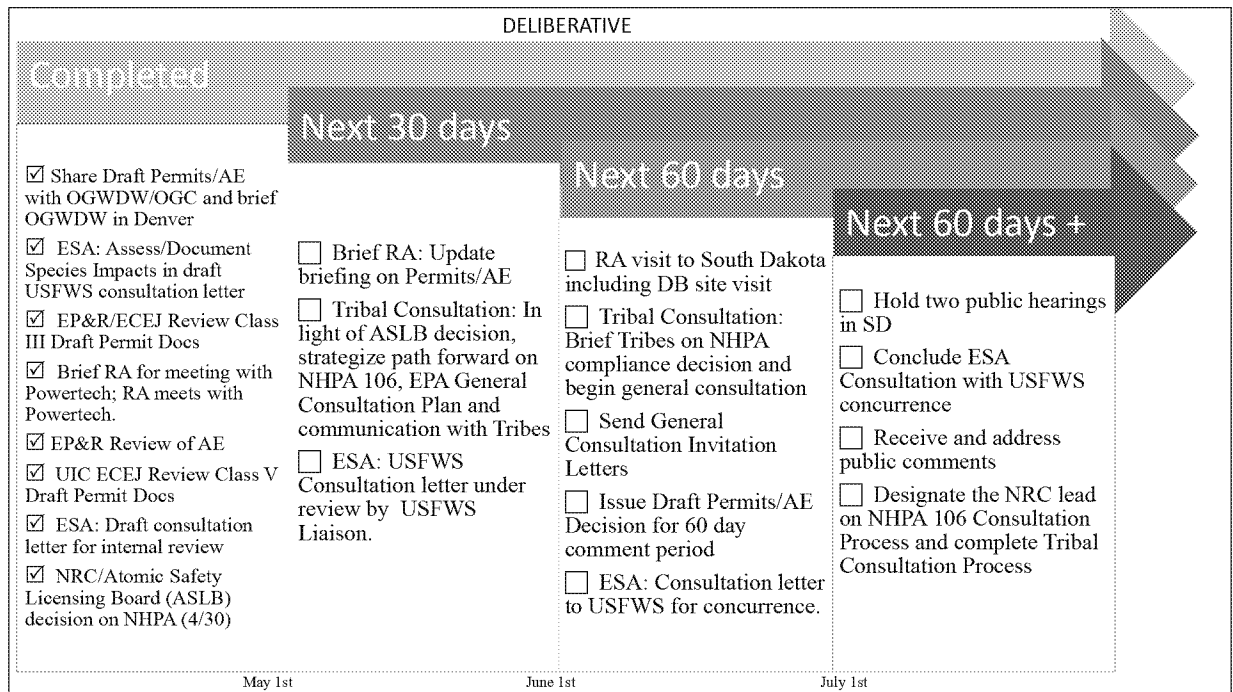 DELIBERATIVE
Completed
☑ Share Draft Permits/AE
with OGWDW/OGC and brief
OGWDW in Denver
☑ ESA: Assess/Document
Species Impacts in draft
USFWS consultation letter
☑ EP&R/ECEJ Review Class
III Draft Permit Docs
☑ Brief RA for meeting with
Powertech; RA meets with
Powertech.
☑ EP&R Review of AE
☑ UIC ECEJ Review Class V
Draft Permit Docs
☑ ESA: Draft consultation
letter for internal review
☑ NRC/Atomic Safety
Licensing Board (ASLB)
decision on NHPA (4/30)
Next 30 days
☐ Brief RA: Update
briefing on Permits/AE
☐ Tribal Consultation: In
light of ASLB decision,
strategize path forward on
NHPA 106, EPA General
Consultation Plan and
communication with Tribes
☐ ESA: USFWS
Consultation letter under
review by USFWS
Liaison.
Next 60 days
☐ RA visit to South Dakota
including DB site visit
☐ Tribal Consultation:
Brief Tribes on NHPA
compliance decision and
begin general consultation
☐ Send General
Consultation Invitation
Letters
☐ Issue Draft Permits/AE
Decision for 60 day
comment period
☐ ESA: Consultation letter
to USFWS for concurrence.
Next 60 days +
☐ Hold two public hearings
in SD
☐ Conclude ESA
Consultation with USFWS
concurrence
☐ Receive and address
public comments
☐ Designate the NRC lead
on NHPA 106 Consultation
Process and complete Tribal
Consultation Process
May 1st
June 1st
July 1st